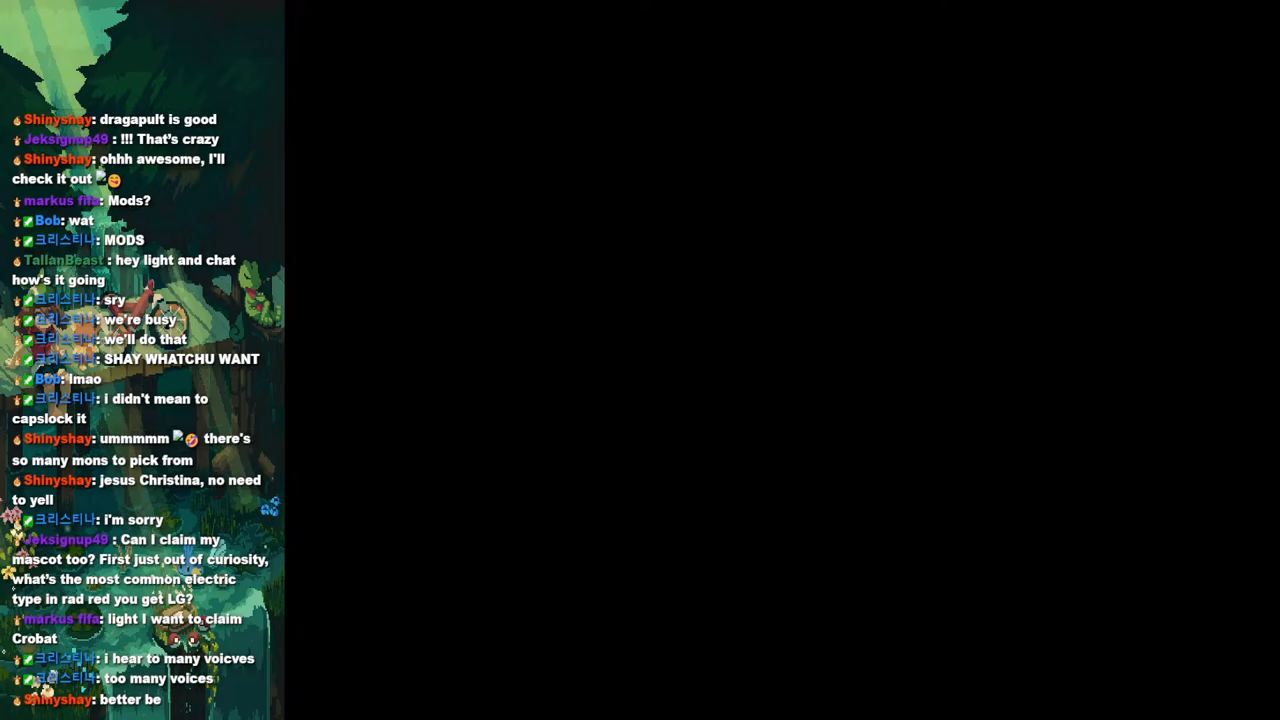 Shinyshay: dragapult is good
Jeksignup49 : !!! That's crazy
Shinyshay: ohhh awesome, I'll
check it out 😋
markus fifa: Mods?
Bob: wat
크리스티나: MODS
TallanBeast : hey light and chat
how's it going
크리스티나: sry
크리스티나: we're busy
크리스티나: we'll do that
크리스티나: SHAY WHATCHU WANT
Bob: lmao
크리스티나: i didn't mean to
capslock it
Shinyshay: ummmmm 🤣 there's
so many mons to pick from
Shinyshay: jesus Christina, no need
to yell
크리스티나: i'm sorry
Jeksignup49 : Can I claim my
mascot too? First just out of curiosity,
what's the most common electric
type in rad red you get LG?
markus fifa: light I want to claim
Crobat
크리스티나: i hear to many voicves
크리스티나: too many voices
Shinyshay: better be